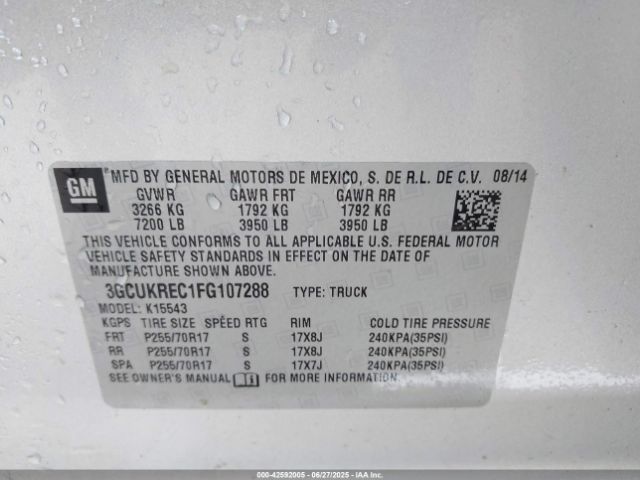 GM
MFD BY GENERAL MOTORS DE MEXICO, S. DE R.L. DE C.V. 08/14
GVWR GAWR FRT GAWR RR
3266 KG 1792 KG 1792 KG
7200 LB 3950 LB 3950 LB
THIS VEHICLE CONFORMS TO ALL APPLICABLE U.S. FEDERAL MOTOR
VEHICLE SAFETY STANDARDS IN EFFECT ON THE DATE OF
MANUFACTURE SHOWN ABOVE.
3GCUKREC1FG107288 TYPE: TRUCK
MODEL: K15543
KGPS TIRE SIZE SPEED RTG RIM COLD TIRE PRESSURE
FRT P255/70R17 S 17X8J 240KPA(35PSI)
RR P255/70R17 S 17X8J 240KPA(35PSI)
SPA P255/70R17 S 17X7J 240KPA(35PSI)
SEE OWNER'S MANUAL FOR MORE INFORMATION
000-42592005 - 06/27/2025 - COPYRIGHT IAA, LLC.